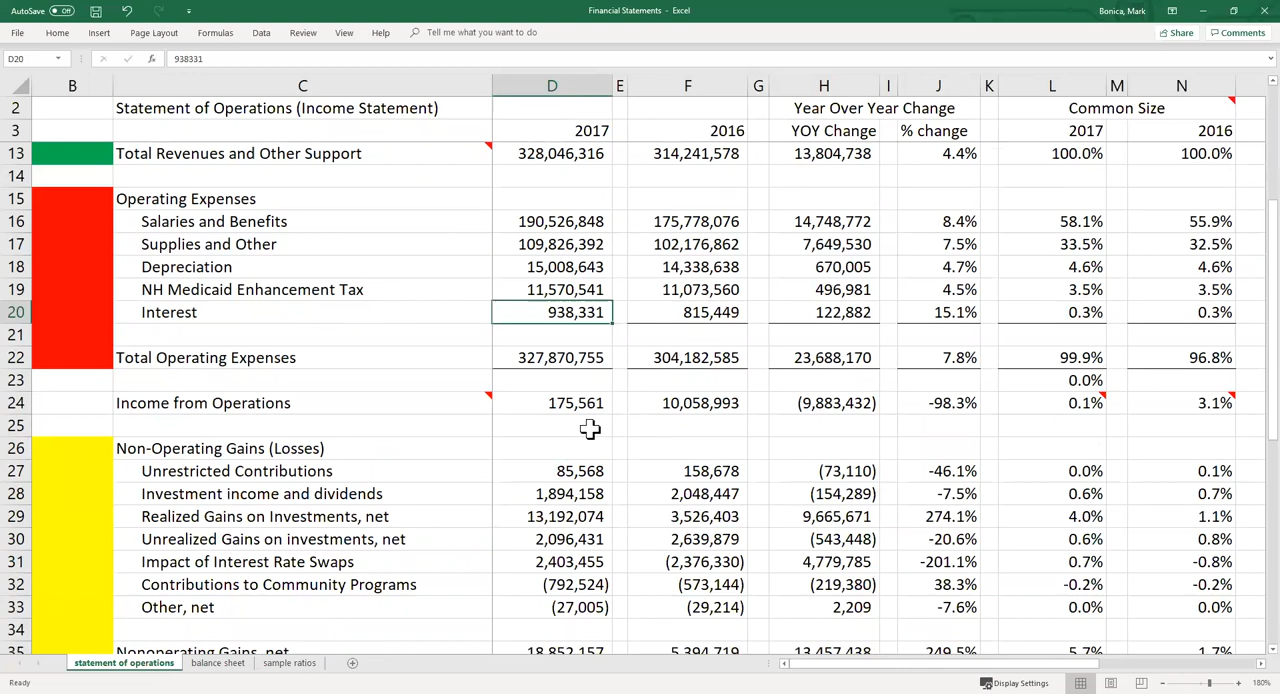 AutoSave Off Financial Statements - Excel Bonica, Mark
File Home Insert Page Layout Formulas Data Review View Help Tell me what you want to do Share Comments
D20 fx 938331
B C D E F G H I J K L M N
2 Statement of Operations (Income Statement) Year Over Year Change Common Size
3 2017 2016 YOY Change % change 2017 2016
13 Total Revenues and Other Support 328,046,316 314,241,578 13,804,738 4.4% 100.0% 100.0%
14
15 Operating Expenses
16 Salaries and Benefits 190,526,848 175,778,076 14,748,772 8.4% 58.1% 55.9%
17 Supplies and Other 109,826,392 102,176,862 7,649,530 7.5% 33.5% 32.5%
18 Depreciation 15,008,643 14,338,638 670,005 4.7% 4.6% 4.6%
19 NH Medicaid Enhancement Tax 11,570,541 11,073,560 496,981 4.5% 3.5% 3.5%
20 Interest 938,331 815,449 122,882 15.1% 0.3% 0.3%
21
22 Total Operating Expenses 327,870,755 304,182,585 23,688,170 7.8% 99.9% 96.8%
23 0.0%
24 Income from Operations 175,561 10,058,993 (9,883,432) -98.3% 0.1% 3.1%
25
26 Non-Operating Gains (Losses)
27 Unrestricted Contributions 85,568 158,678 (73,110) -46.1% 0.0% 0.1%
28 Investment income and dividends 1,894,158 2,048,447 (154,289) -7.5% 0.6% 0.7%
29 Realized Gains on Investments, net 13,192,074 3,526,403 9,665,671 274.1% 4.0% 1.1%
30 Unrealized Gains on investments, net 2,096,431 2,639,879 (543,448) -20.6% 0.6% 0.8%
31 Impact of Interest Rate Swaps 2,403,455 (2,376,330) 4,779,785 -201.1% 0.7% -0.8%
32 Contributions to Community Programs (792,524) (573,144) (219,380) 38.3% -0.2% -0.2%
33 Other, net (27,005) (29,214) 2,209 -7.6% 0.0% 0.0%
34
35 Nonoperating Gains, net 18,852,157 5,394,719 13,457,438 249.5% 5.7% 1.7%
statement of operations balance sheet sample ratios
Ready Display Settings 180%